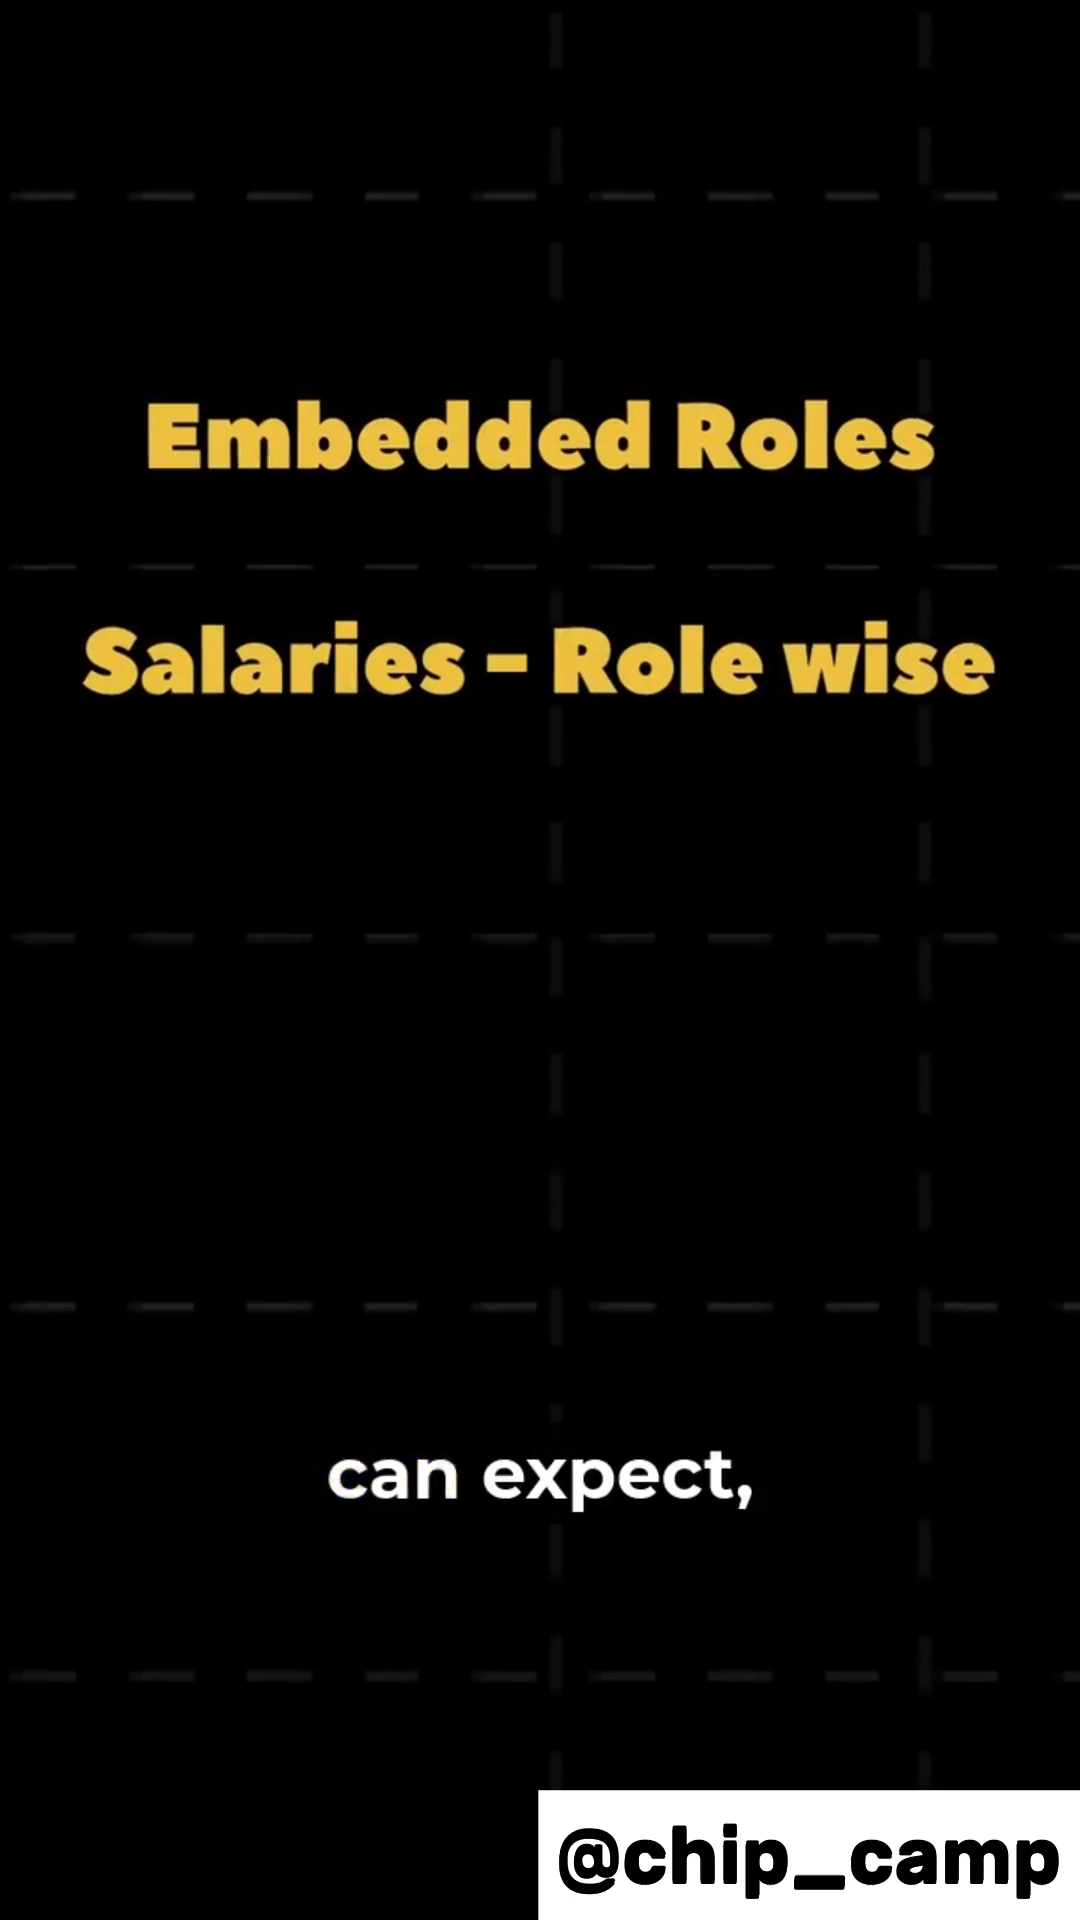 Embedded Roles
Salaries - Role wise
can expect,
@chip_camp